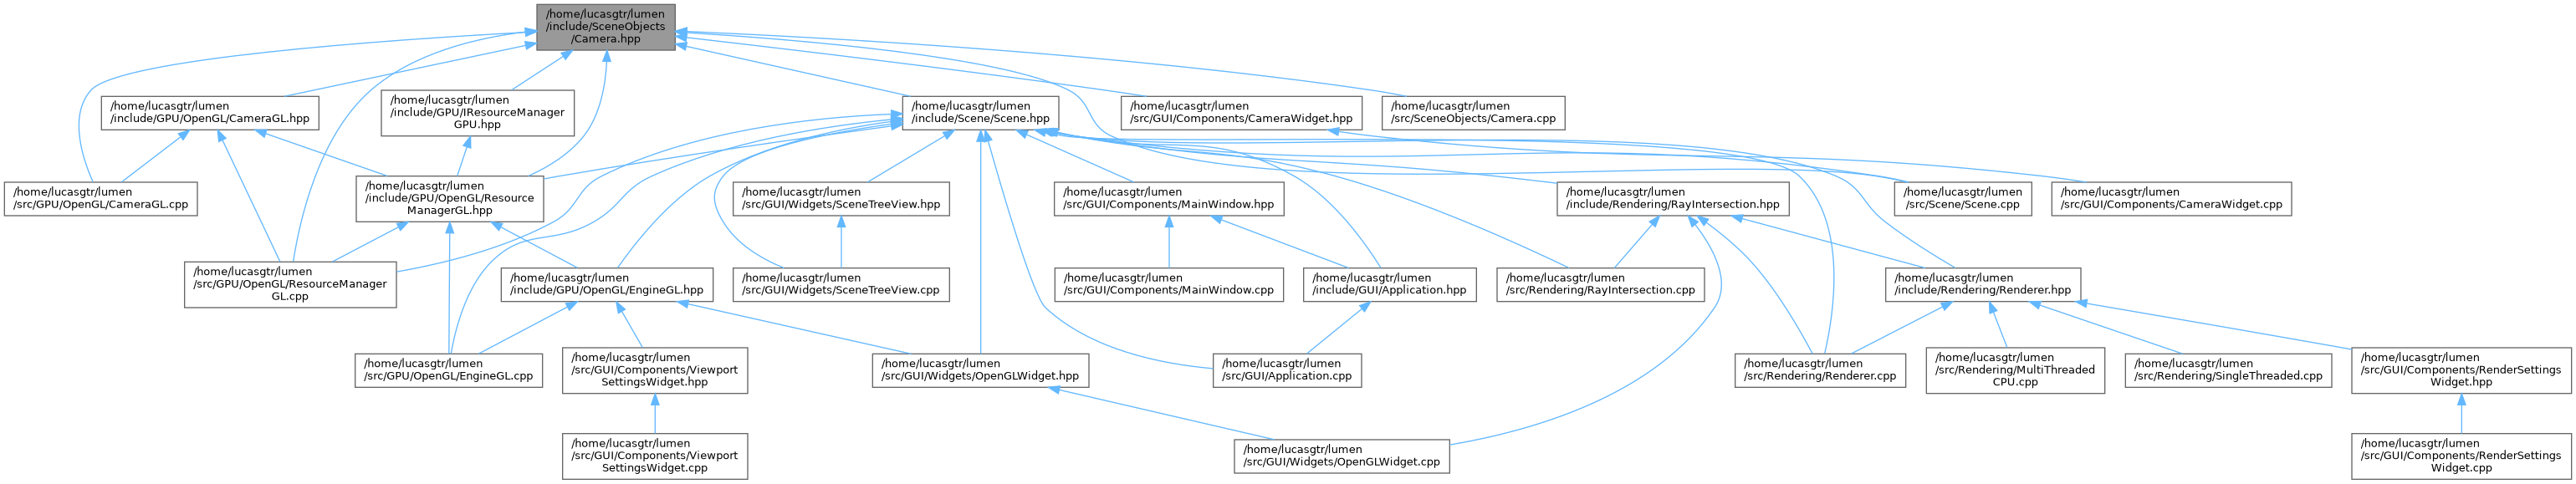 /home/lucasgtr/lumen
/include/SceneObjects
/Camera.hpp
/home/lucasgtr/lumen
/include/GPU/OpenGL/CameraGL.hpp
/home/lucasgtr/lumen
/include/GPU/IResourceManager
GPU.hpp
/home/lucasgtr/lumen
/include/Scene/Scene.hpp
/home/lucasgtr/lumen
/src/GUI/Components/CameraWidget.hpp
/home/lucasgtr/lumen
/src/SceneObjects/Camera.cpp
/home/lucasgtr/lumen
/src/GPU/OpenGL/CameraGL.cpp
/home/lucasgtr/lumen
/include/GPU/OpenGL/Resource
ManagerGL.hpp
/home/lucasgtr/lumen
/src/GUI/Widgets/SceneTreeView.hpp
/home/lucasgtr/lumen
/src/GUI/Components/MainWindow.hpp
/home/lucasgtr/lumen
/include/Rendering/RayIntersection.hpp
/home/lucasgtr/lumen
/src/Scene/Scene.cpp
/home/lucasgtr/lumen
/src/GUI/Components/CameraWidget.cpp
/home/lucasgtr/lumen
/src/GPU/OpenGL/ResourceManager
GL.cpp
/home/lucasgtr/lumen
/include/GPU/OpenGL/EngineGL.hpp
/home/lucasgtr/lumen
/src/GUI/Widgets/SceneTreeView.cpp
/home/lucasgtr/lumen
/src/GUI/Components/MainWindow.cpp
/home/lucasgtr/lumen
/include/GUI/Application.hpp
/home/lucasgtr/lumen
/src/Rendering/RayIntersection.cpp
/home/lucasgtr/lumen
/include/Rendering/Renderer.hpp
/home/lucasgtr/lumen
/src/GPU/OpenGL/EngineGL.cpp
/home/lucasgtr/lumen
/src/GUI/Components/Viewport
SettingsWidget.hpp
/home/lucasgtr/lumen
/src/GUI/Widgets/OpenGLWidget.hpp
/home/lucasgtr/lumen
/src/GUI/Application.cpp
/home/lucasgtr/lumen
/src/Rendering/Renderer.cpp
/home/lucasgtr/lumen
/src/Rendering/MultiThreaded
CPU.cpp
/home/lucasgtr/lumen
/src/Rendering/SingleThreaded.cpp
/home/lucasgtr/lumen
/src/GUI/Components/RenderSettings
Widget.hpp
/home/lucasgtr/lumen
/src/GUI/Components/Viewport
SettingsWidget.cpp
/home/lucasgtr/lumen
/src/GUI/Widgets/OpenGLWidget.cpp
/home/lucasgtr/lumen
/src/GUI/Components/RenderSettings
Widget.cpp